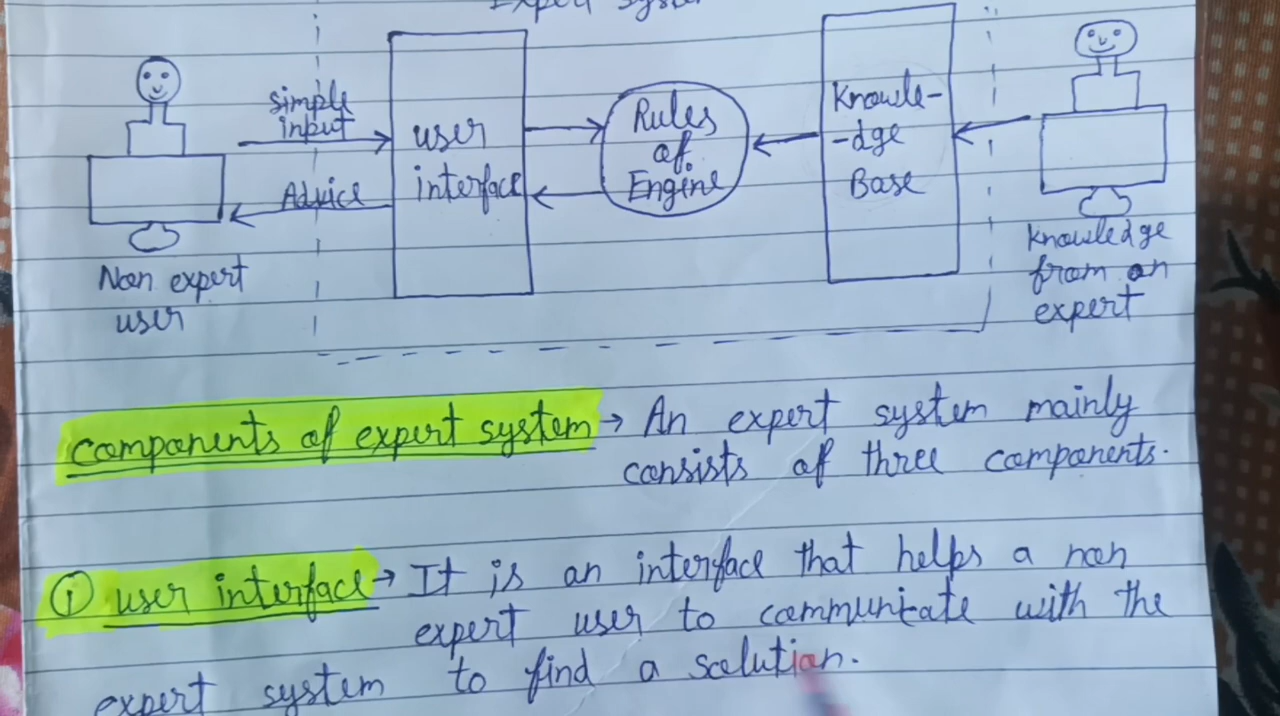 Expert System
simple
input
Advice
Non expert
user
user
interface
Rules
of
Engine
Knowle-
-dge
Base
Knowledge
from an
expert
components of expert system → An expert system mainly
consists of three components.
(i) user interface → It is an interface that helps a non
expert user to communicate with the
expert system to find a solution.